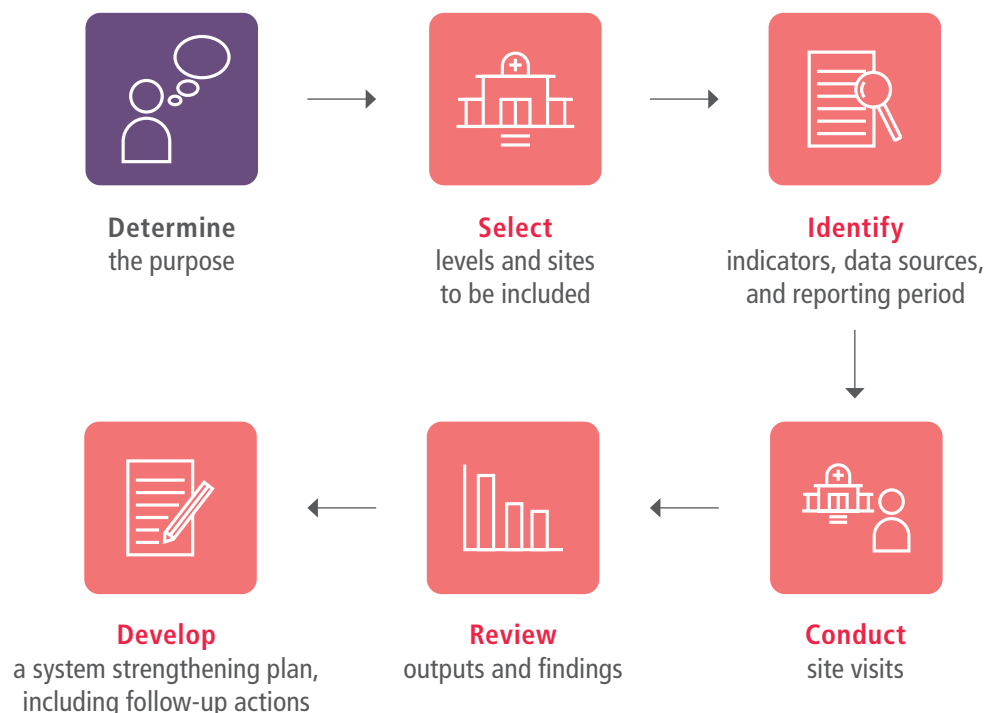 Determine
the purpose
Select
levels and sites
to be included
Identify
indicators, data sources,
and reporting period
Conduct
site visits
Review
outputs and findings
Develop
a system strengthening plan,
including follow-up actions